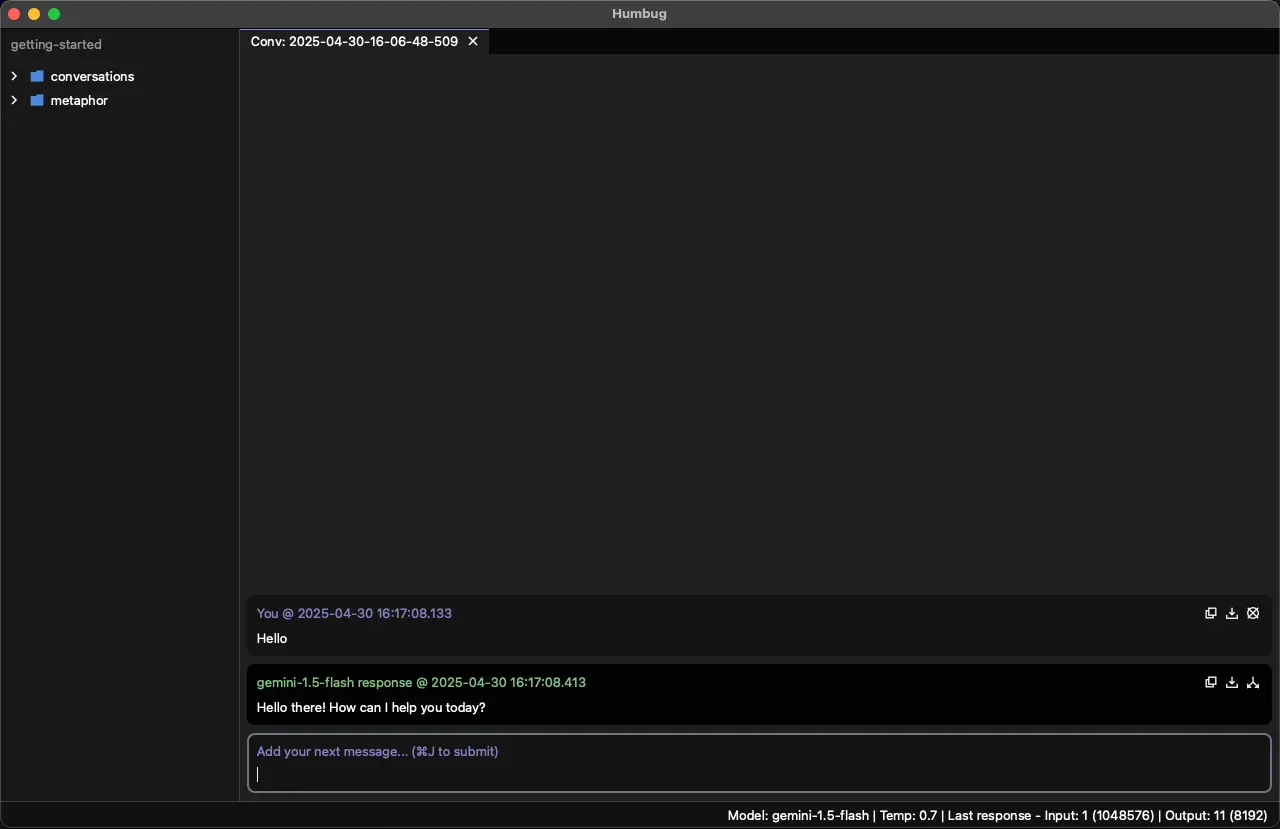 Humbug
getting-started
conversations
metaphor
Conv: 2025-04-30-16-06-48-509
You @ 2025-04-30 16:17:08.133
Hello
gemini-1.5-flash response @ 2025-04-30 16:17:08.413
Hello there! How can I help you today?
Add your next message... (⌘J to submit)
Model: gemini-1.5-flash | Temp: 0.7 | Last response - Input: 1 (1048576) | Output: 11 (8192)